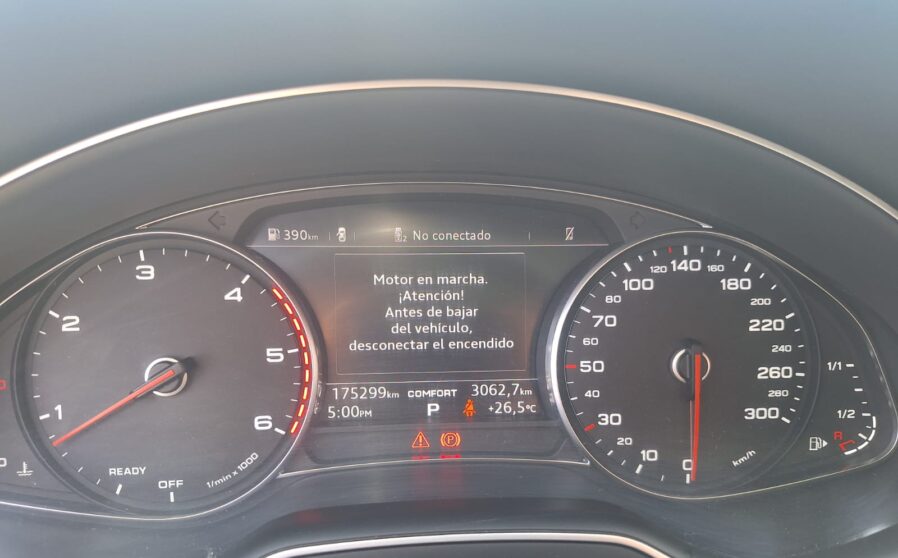 390km 2 No conectado
Motor en marcha.
¡Atención!
Antes de bajar
del vehículo,
desconectar el encendido
175299km COMFORT 3062,7km
5:00PM P +26,5°C
P
1
2
3
4
5
6
READY
OFF
1/min x 1000
0
10
20
30
40
50
60
70
80
100
120
140
160
180
200
220
240
260
280
300
km/h
1/1
1/2
R